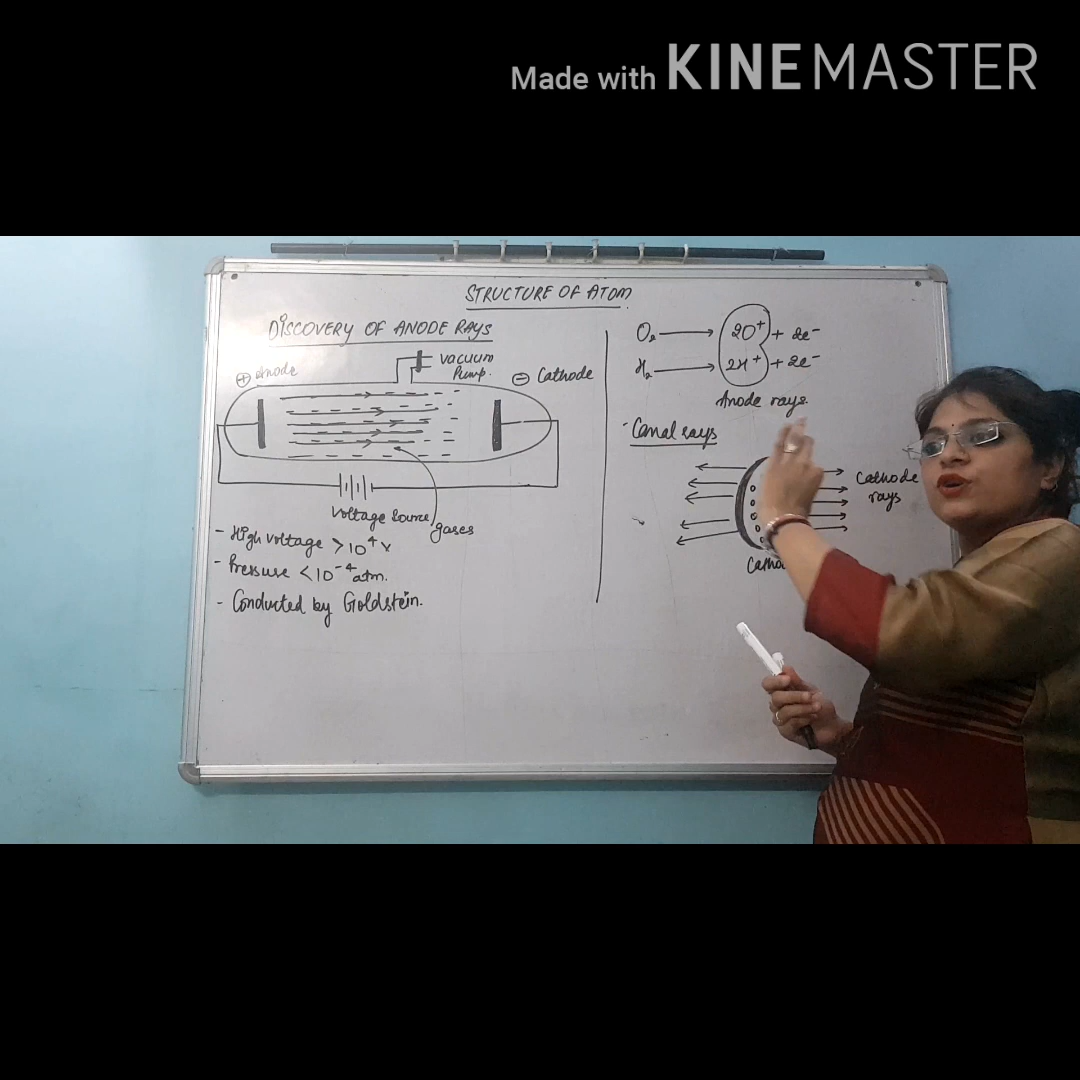 Made with KINEMASTER
STRUCTURE OF ATOM
DISCOVERY OF ANODE RAYS
vacuum
Pump.
⊕ Anode
⊖ Cathode
Voltage Source
gases
- High voltage > 10⁴ v
- Pressure < 10⁻⁴ atm.
- Conducted by Goldstein.
O₂ → 2O⁺ + 2e⁻
H₂ → 2H⁺ + 2e⁻
Anode rays.
Canal rays
Cathode
rays